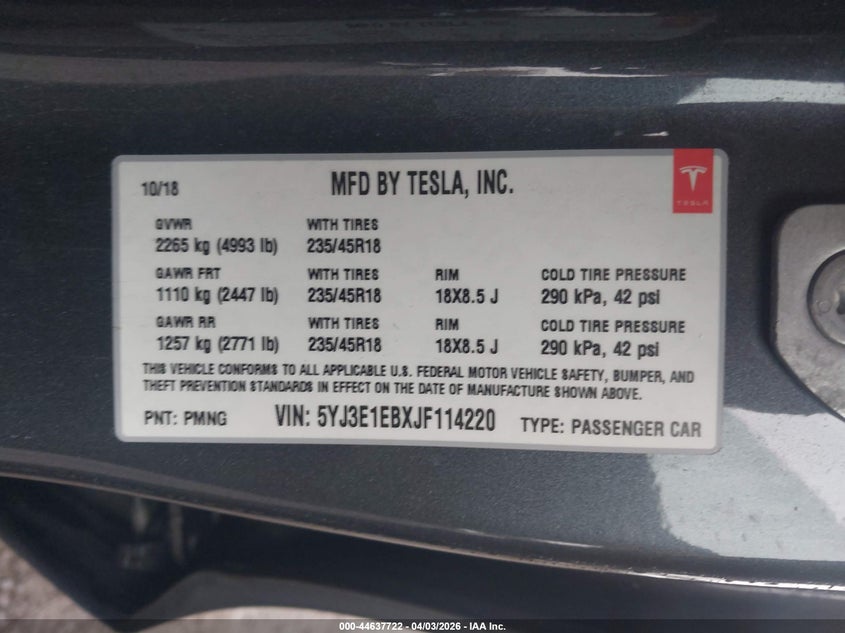 10/18
MFD BY TESLA, INC.
TESLA
GVWR WITH TIRES
2265 kg (4993 lb) 235/45R18
GAWR FRT WITH TIRES RIM COLD TIRE PRESSURE
1110 kg (2447 lb) 235/45R18 18X8.5 J 290 kPa, 42 psi
GAWR RR WITH TIRES RIM COLD TIRE PRESSURE
1257 kg (2771 lb) 235/45R18 18X8.5 J 290 kPa, 42 psi
THIS VEHICLE CONFORMS TO ALL APPLICABLE U.S. FEDERAL MOTOR VEHICLE SAFETY, BUMPER, AND
THEFT PREVENTION STANDARDS IN EFFECT ON THE DATE OF MANUFACTURE SHOWN ABOVE.
PNT: PMNG VIN: 5YJ3E1EBXJF114220 TYPE: PASSENGER CAR
000-44637722 - 04/03/2026 - IAA Inc.